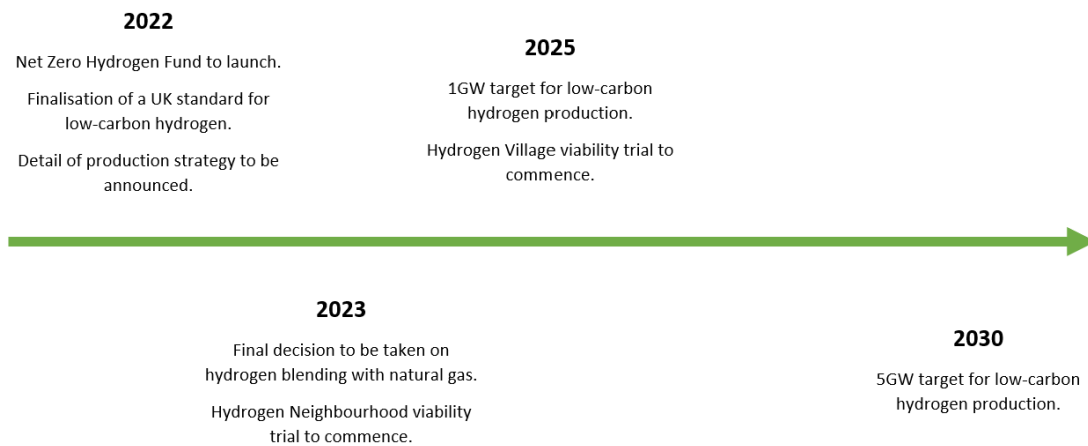 2022
Net Zero Hydrogen Fund to launch.
Finalisation of a UK standard for
low-carbon hydrogen.
Detail of production strategy to be
announced.
2025
1GW target for low-carbon
hydrogen production.
Hydrogen Village viability trial to
commence.
2023
Final decision to be taken on
hydrogen blending with natural gas.
Hydrogen Neighbourhood viability
trial to commence.
2030
5GW target for low-carbon
hydrogen production.